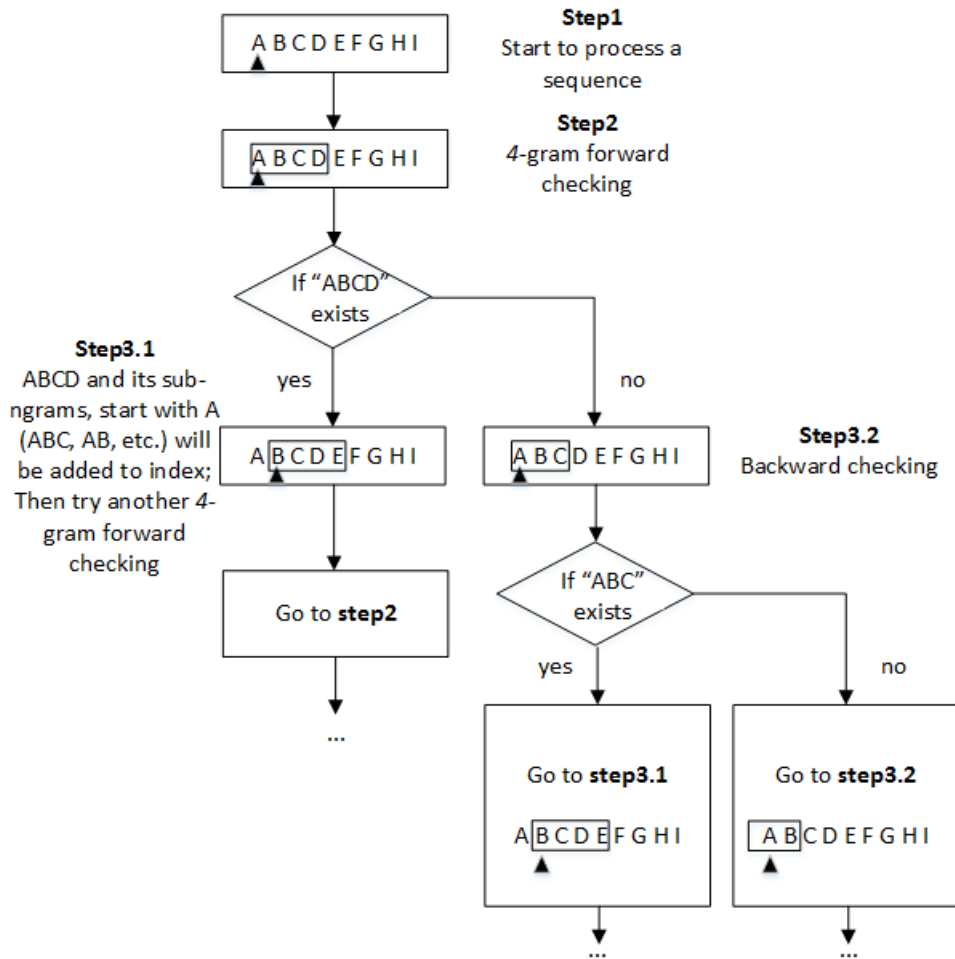 A B C D E F G H I
Step1
Start to process a
sequence
A B C D E F G H I
Step2
4-gram forward
checking
If “ABCD”
exists
Step3.1
ABCD and its sub-
ngrams, start with A
(ABC, AB, etc.) will
be added to index;
Then try another 4-
gram forward
checking
yes
no
A B C D E F G H I
A B C D E F G H I
Step3.2
Backward checking
Go to step2
If “ABC”
exists
...
yes
no
Go to step3.1
A B C D E F G H I
Go to step3.2
A B C D E F G H I
...
...